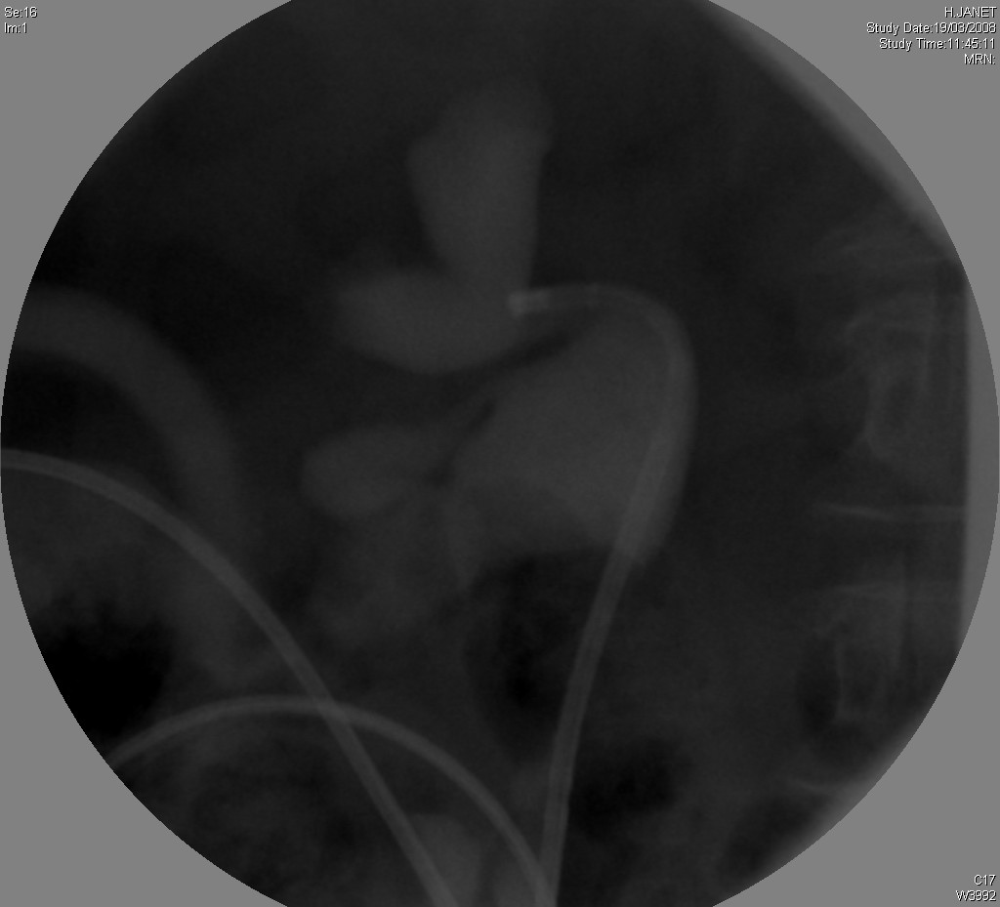 Se:16
Im:1
H.JANET
Study Date:19/03/2008
Study Time:11:45:11
MRN:
C17
W3992